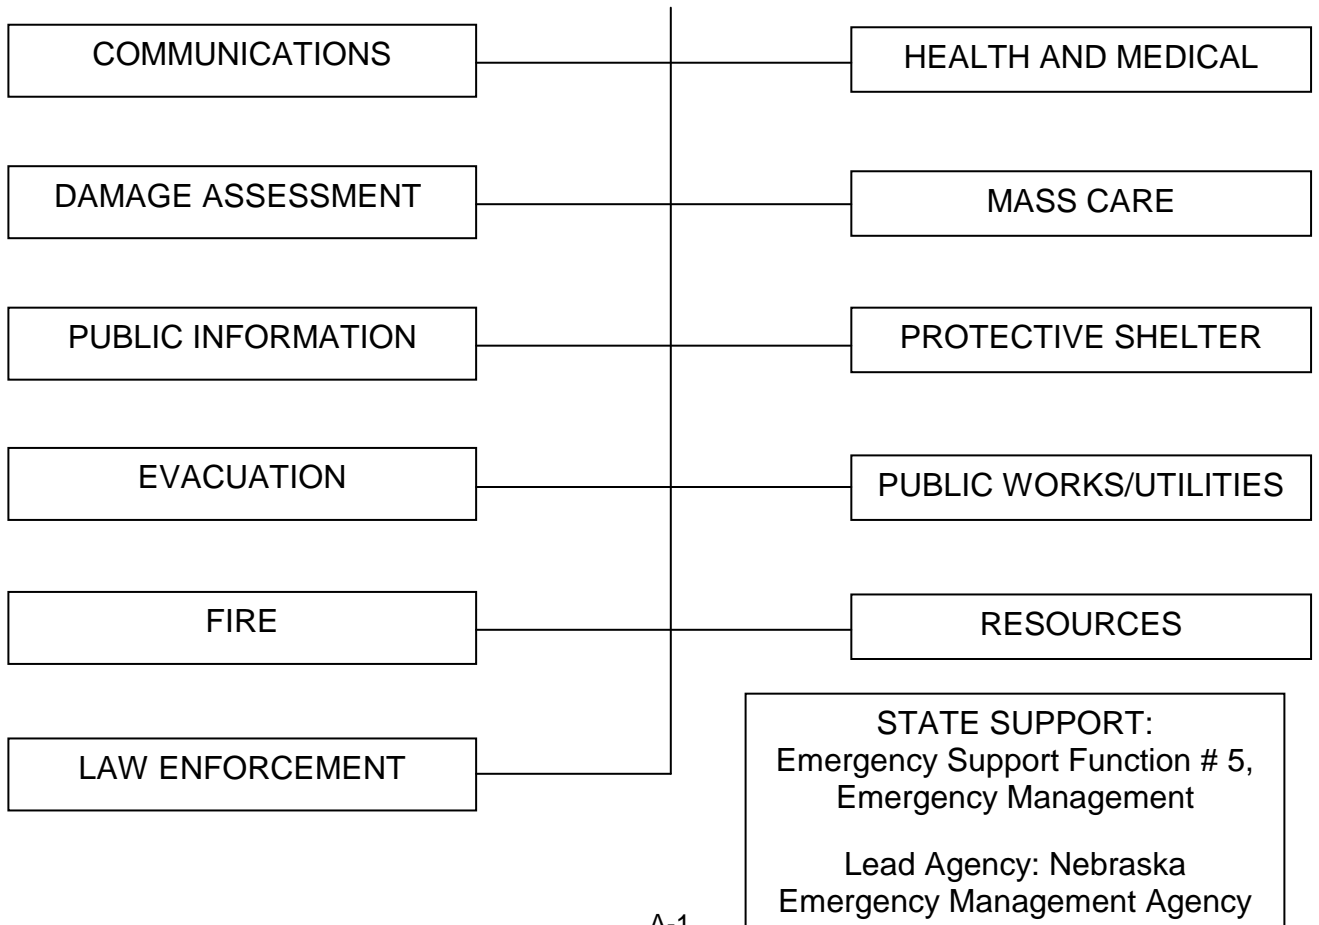 COMMUNICATIONS
HEALTH AND MEDICAL
DAMAGE ASSESSMENT
MASS CARE
PUBLIC INFORMATION
PROTECTIVE SHELTER
EVACUATION
PUBLIC WORKS/UTILITIES
FIRE
RESOURCES
LAW ENFORCEMENT
STATE SUPPORT:
Emergency Support Function # 5,
Emergency Management
Lead Agency: Nebraska
Emergency Management Agency
A-1